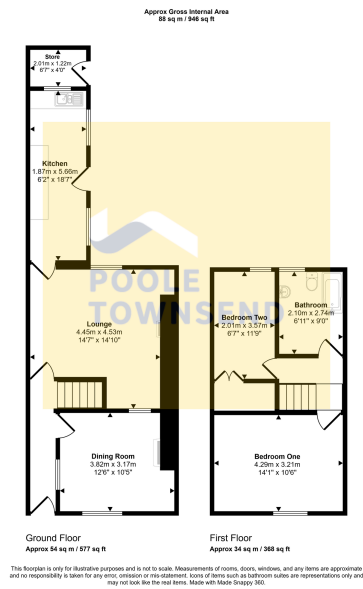 Approx Gross Internal Area
88 sq m / 946 sq ft
Store
2.01m x 1.22m
6'7" x 4'0"
Kitchen
1.87m x 5.66m
6'2" x 18'7"
POOLE
TOWNSEND
Lounge
4.45m x 4.53m
14'7" x 14'10"
Dining Room
3.82m x 3.17m
12'6" x 10'5"
Bathroom
2.10m x 2.74m
6'11" x 9'0"
Bedroom Two
2.01m x 3.57m
6'7" x 11'9"
Bedroom One
4.29m x 3.21m
14'1" x 10'6"
Ground Floor
Approx 54 sq m / 577 sq ft
First Floor
Approx 34 sq m / 368 sq ft
This floorplan is only for illustrative purposes and is not to scale. Measurements of rooms, doors, windows, and any items are approximate
and no responsibility is taken for any error, omission or mis-statement. Icons of items such as bathroom suites are representations only and
may not look like the real items. Made with Made Snappy 360.